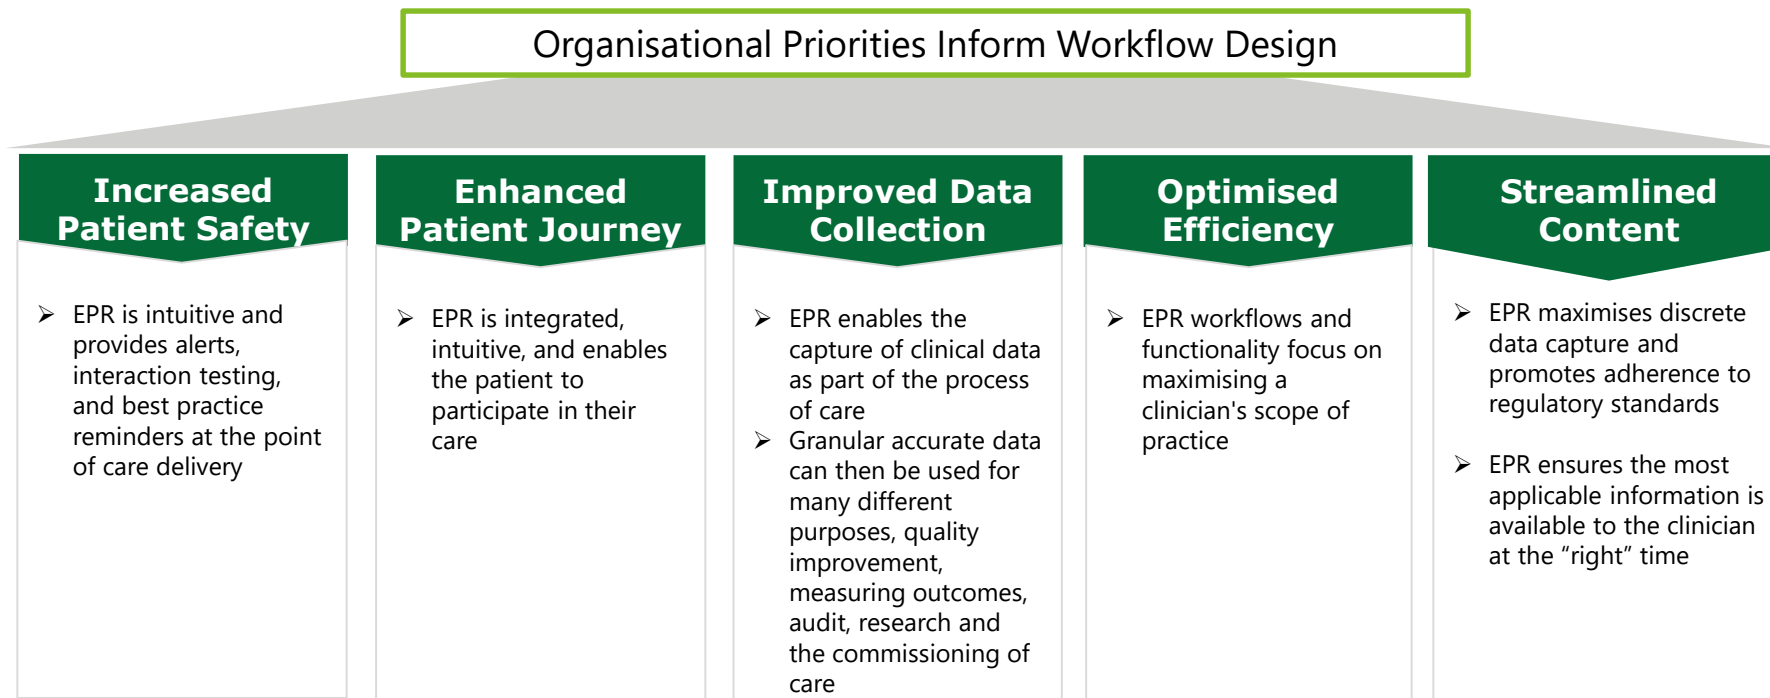 Organisational Priorities Inform Workflow Design
Increased
Patient Safety
➢ EPR is intuitive and
provides alerts,
interaction testing,
and best practice
reminders at the point
of care delivery
Enhanced
Patient Journey
➢ EPR is integrated,
intuitive, and enables
the patient to
participate in their
care
Improved Data
Collection
➢ EPR enables the
capture of clinical data
as part of the process
of care
➢ Granular accurate data
can then be used for
many different
purposes, quality
improvement,
measuring outcomes,
audit, research and
the commissioning of
care
Optimised
Efficiency
➢ EPR workflows and
functionality focus on
maximising a
clinician's scope of
practice
Streamlined
Content
➢ EPR maximises discrete
data capture and
promotes adherence to
regulatory standards
➢ EPR ensures the most
applicable information is
available to the clinician
at the “right” time